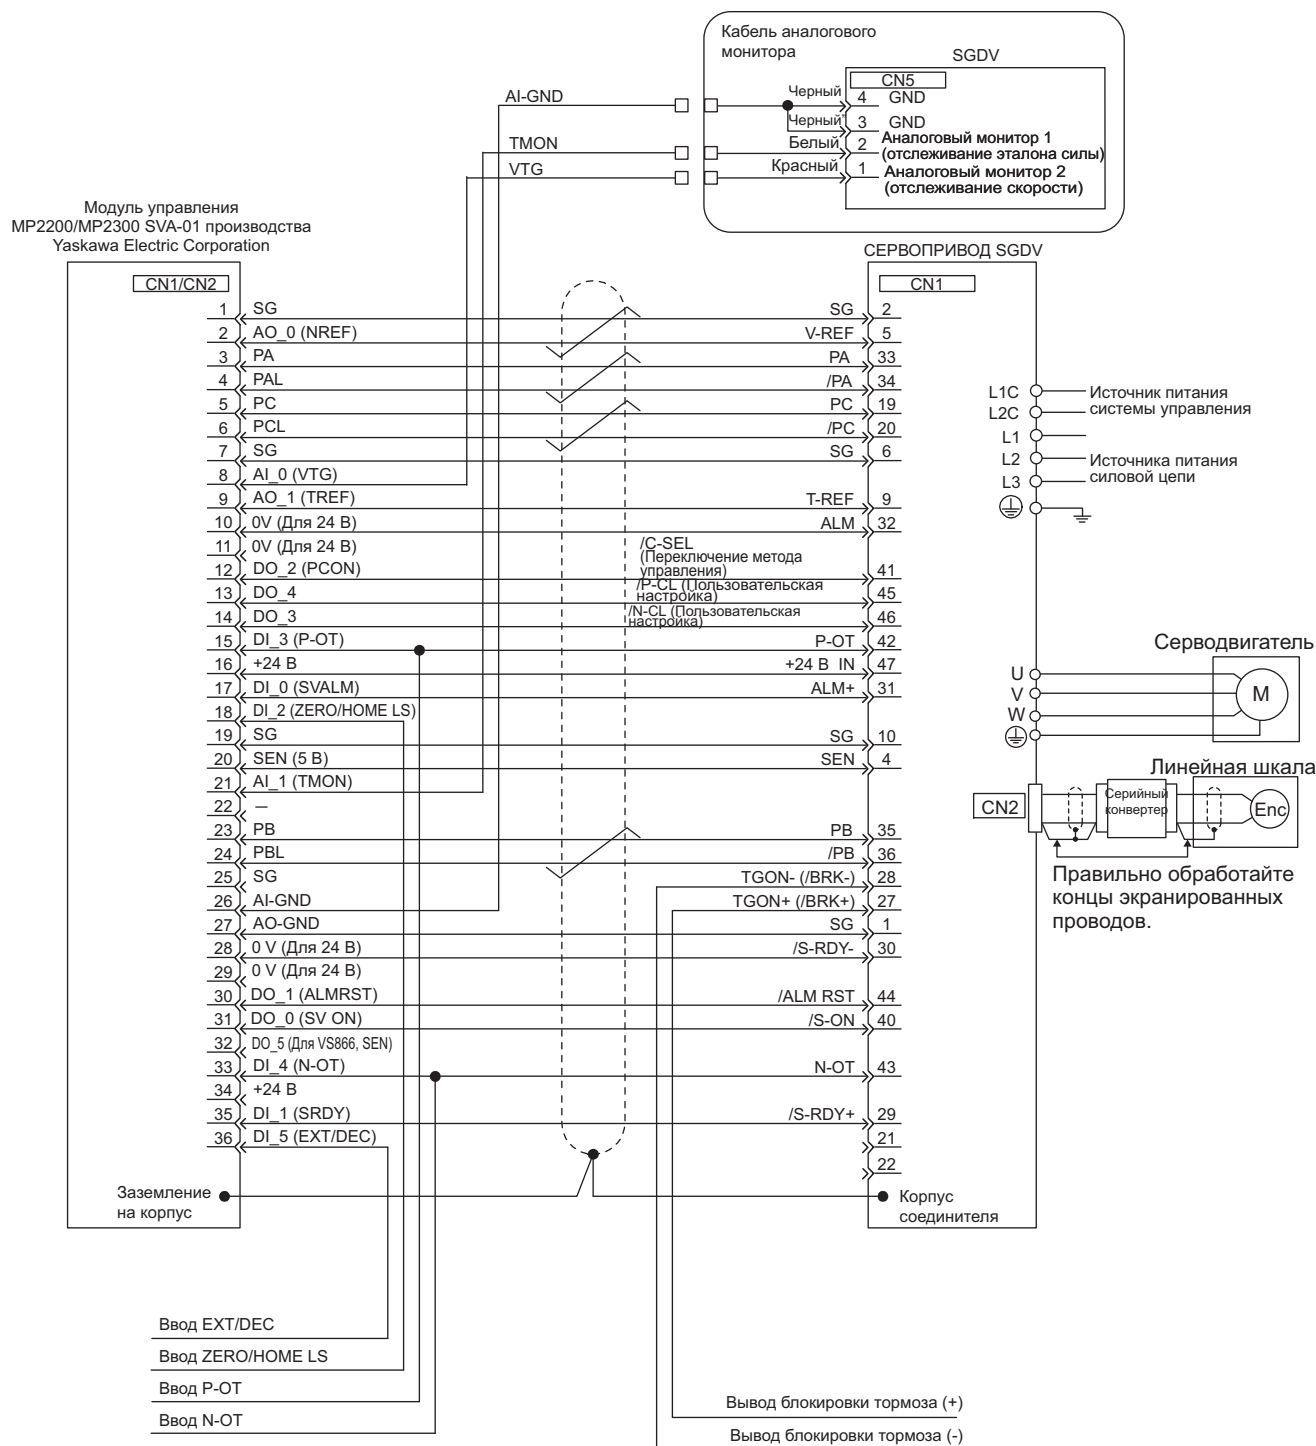 Кабель аналогового
монитора
SGDV
CN5
Черный
4 GND
Черный*
3 GND
Белый
2 Аналоговый монитор 1
(отслеживание эталона силы)
Красный
1 Аналоговый монитор 2
(отслеживание скорости)
AI-GND
TMON
VTG
Модуль управления
MP2200/MP2300 SVA-01 производства
Yaskawa Electric Corporation
СЕРВОПРИВОД SGDV
CN1/CN2
CN1
1 SG SG 2
2 AO_0 (NREF) V-REF 5
3 PA PA 33
4 PAL /PA 34
5 PC PC 19
6 PCL /PC 20
7 SG SG 6
8 AI_0 (VTG)
9 AO_1 (TREF) T-REF 9
10 0V (Для 24 В) ALM 32
11 0V (Для 24 В)
/C-SEL
(Переключение метода
управления)
12 DO_2 (PCON) 41
/P-CL (Пользовательская
настройка)
13 DO_4 45
/N-CL (Пользовательская
настройка)
14 DO_3 46
15 DI_3 (P-OT) P-OT 42
16 +24 В +24 В IN 47
17 DI_0 (SVALM) ALM+ 31
18 DI_2 (ZERO/HOME LS)
19 SG SG 10
20 SEN (5 В) SEN 4
21 AI_1 (TMON)
22 —
23 PB PB 35
24 PBL /PB 36
25 SG TGON- (/BRK-) 28
26 AI-GND TGON+ (/BRK+) 27
27 AO-GND SG 1
28 0 V (Для 24 В) /S-RDY- 30
29 0 V (Для 24 В)
30 DO_1 (ALMRST) /ALM RST 44
31 DO_0 (SV ON) /S-ON 40
32 DO_5 (Для VS866, SEN)
33 DI_4 (N-OT) N-OT 43
34 +24 В
35 DI_1 (SRDY) /S-RDY+ 29
36 DI_5 (EXT/DEC) 21
22
Заземление
на корпус
Корпус
соединителя
L1C
L2C
Источник питания
системы управления
L1
L2
L3
Источника питания
силовой цепи
Серводвигатель
U
V
W
M
Линейная шкала
CN2
Серийный
конвертер
Enc
Правильно обработайте
концы экранированных
проводов.
Ввод EXT/DEC
Ввод ZERO/HOME LS
Ввод P-OT
Ввод N-OT
Вывод блокировки тормоза (+)
Вывод блокировки тормоза (-)